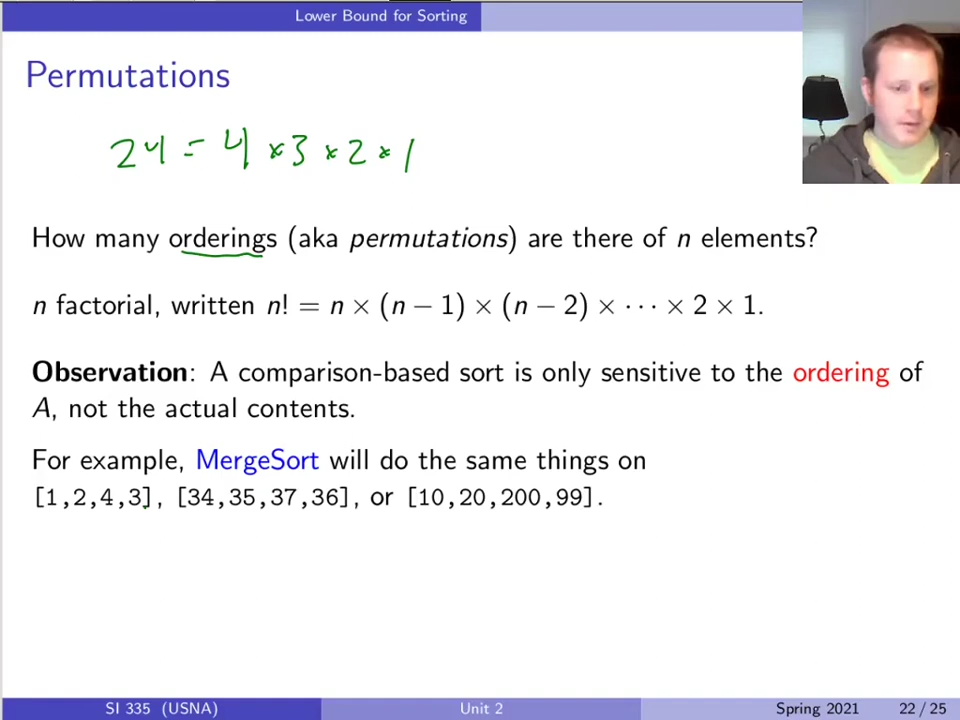 Lower Bound for Sorting
Permutations
24 = 4 * 3 * 2 * 1
How many orderings (aka permutations) are there of n elements?
n factorial, written n! = n × (n − 1) × (n − 2) × ··· × 2 × 1.
Observation: A comparison-based sort is only sensitive to the ordering of
A, not the actual contents.
For example, MergeSort will do the same things on
[1,2,4,3], [34,35,37,36], or [10,20,200,99].
SI 335 (USNA) Unit 2 Spring 2021 22 / 25